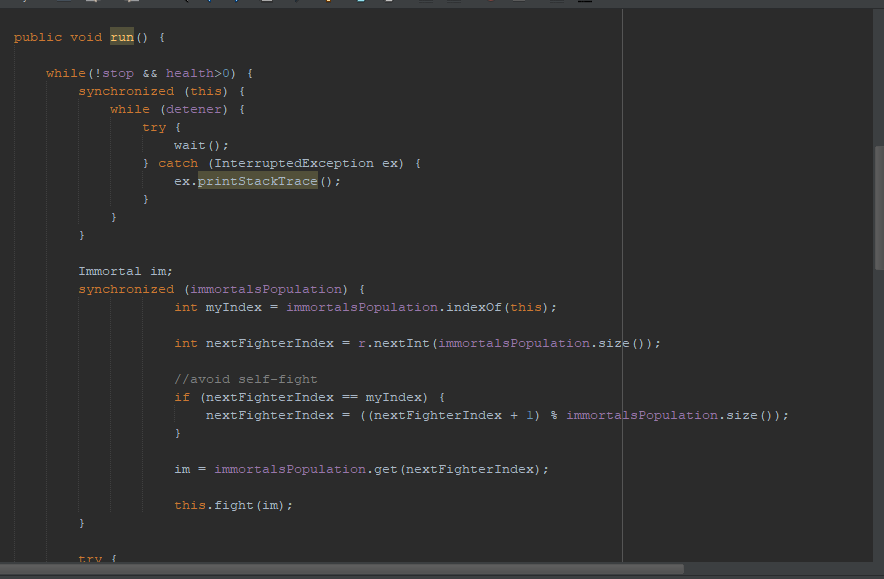 public void run() {
while(!stop && health>0) {
synchronized (this) {
while (detener) {
try {
wait();
} catch (InterruptedException ex) {
ex.printStackTrace();
}
}
}
Immortal im;
synchronized (immortalsPopulation) {
int myIndex = immortalsPopulation.indexOf(this);
int nextFighterIndex = r.nextInt(immortalsPopulation.size());
//avoid self-fight
if (nextFighterIndex == myIndex) {
nextFighterIndex = ((nextFighterIndex + 1) % immortalsPopulation.size());
}
im = immortalsPopulation.get(nextFighterIndex);
this.fight(im);
}
try {